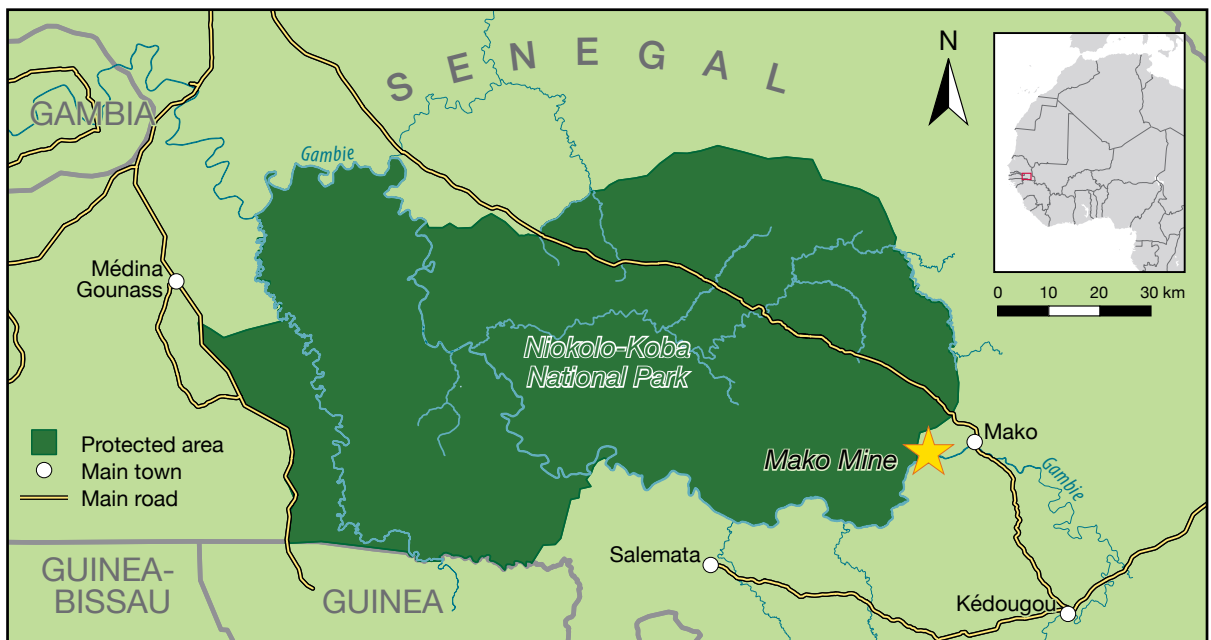 SENEGAL
N
GAMBIA
Gambie
Médina
Gounass
0 10 20 30 km
Niokolo-Koba
National Park
Mako
Mako Mine
Gambie
Protected area
Main town
Main road
Salemata
GUINEA-
BISSAU
GUINEA
Kédougou